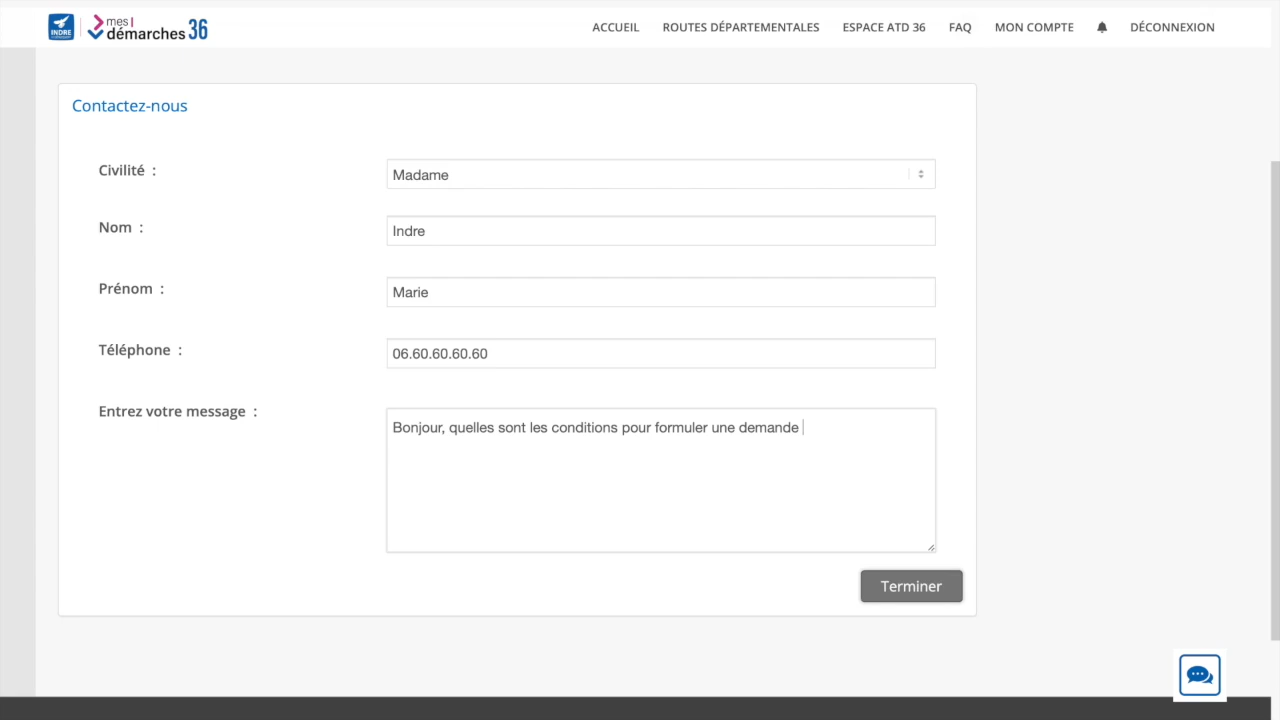 INDRE
mes
démarches 36
ACCUEIL
ROUTES DÉPARTEMENTALES
ESPACE ATD 36
FAQ
MON COMPTE
DÉCONNEXION
Contactez-nous
Civilité :
Madame
Nom :
Indre
Prénom :
Marie
Téléphone :
06.60.60.60.60
Entrez votre message :
Bonjour, quelles sont les conditions pour formuler une demande
Terminer